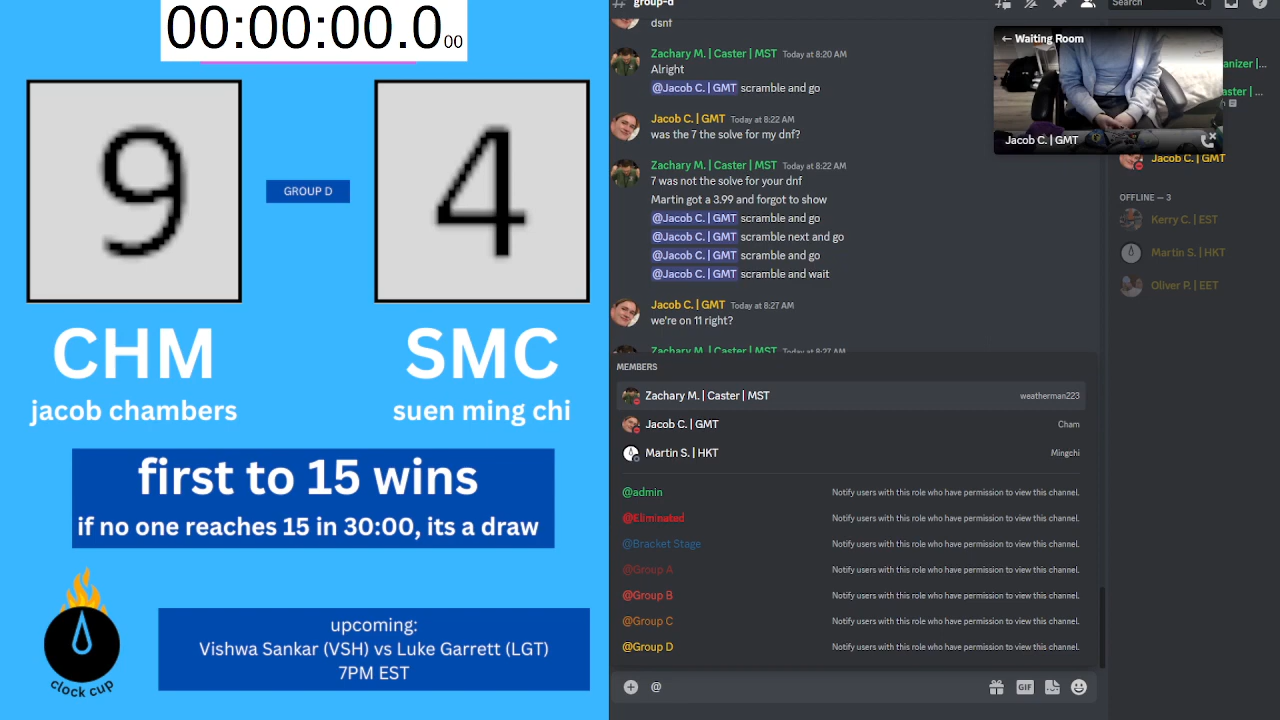 00:00:00.000
9
GROUP D
4
CHM
SMC
jacob chambers
suen ming chi
first to 15 wins
if no one reaches 15 in 30:00, its a draw
clock cup
upcoming:
Vishwa Sankar (VSH) vs Luke Garrett (LGT)
7PM EST
# group-d
Search
dsnf
Zachary M. | Caster | MST Today at 8:20 AM
Alright
@Jacob C. | GMT scramble and go
Jacob C. | GMT Today at 8:22 AM
was the 7 the solve for my dnf?
Zachary M. | Caster | MST Today at 8:22 AM
7 was not the solve for your dnf
Martin got a 3.99 and forgot to show
@Jacob C. | GMT scramble and go
@Jacob C. | GMT scramble next and go
@Jacob C. | GMT scramble and go
@Jacob C. | GMT scramble and wait
Jacob C. | GMT Today at 8:27 AM
we're on 11 right?
Zachary M. | Caster | MST Today at 8:27 AM
MEMBERS
Zachary M. | Caster | MST weatherman223
Jacob C. | GMT Cham
Martin S. | HKT Mingchi
@admin Notify users with this role who have permission to view this channel.
@Eliminated Notify users with this role who have permission to view this channel.
@Bracket Stage Notify users with this role who have permission to view this channel.
@Group A Notify users with this role who have permission to view this channel.
@Group B Notify users with this role who have permission to view this channel.
@Group C Notify users with this role who have permission to view this channel.
@Group D Notify users with this role who have permission to view this channel.
@
GIF
← Waiting Room
Jacob C. | GMT
anizer |...
aster | ...
Jacob C. | GMT
OFFLINE — 3
Kerry C. | EST
Martin S. | HKT
Oliver P. | EET